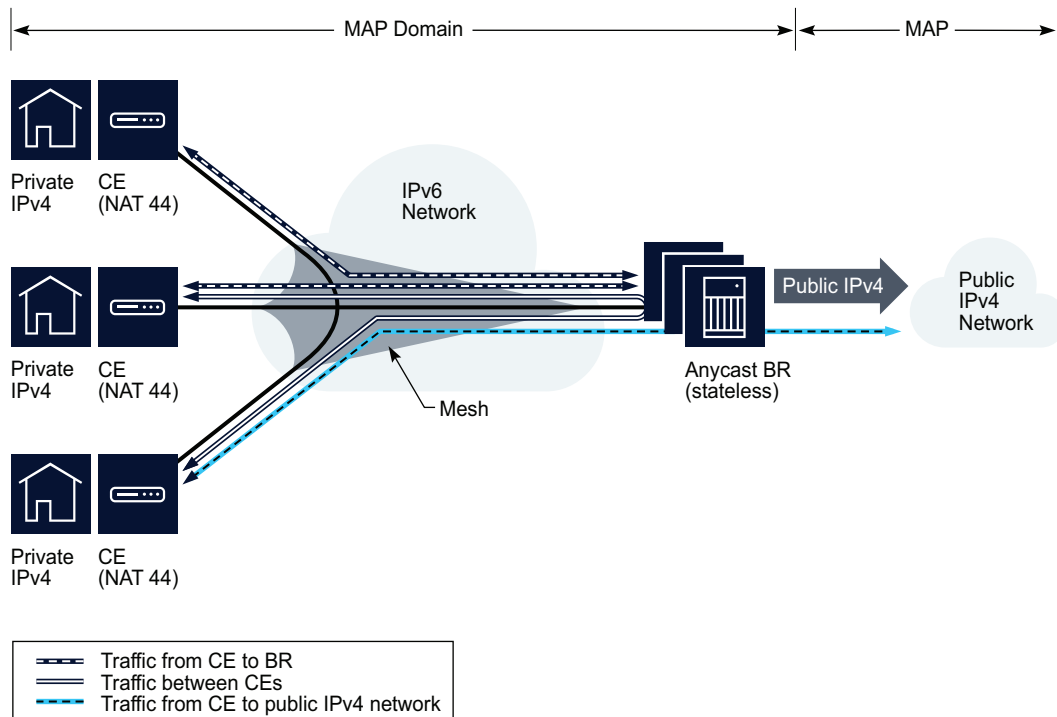 MAP Domain
MAP
Private
IPv4
CE
(NAT 44)
IPv6
Network
Private
IPv4
CE
(NAT 44)
Public IPv4
Public
IPv4
Network
Anycast BR
(stateless)
Mesh
Private
IPv4
CE
(NAT 44)
Traffic from CE to BR
Traffic between CEs
Traffic from CE to public IPv4 network